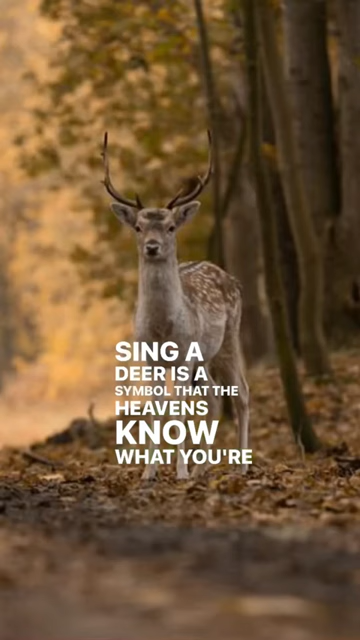 SING A
DEER IS A
SYMBOL THAT THE
HEAVENS
KNOW
WHAT YOU'RE